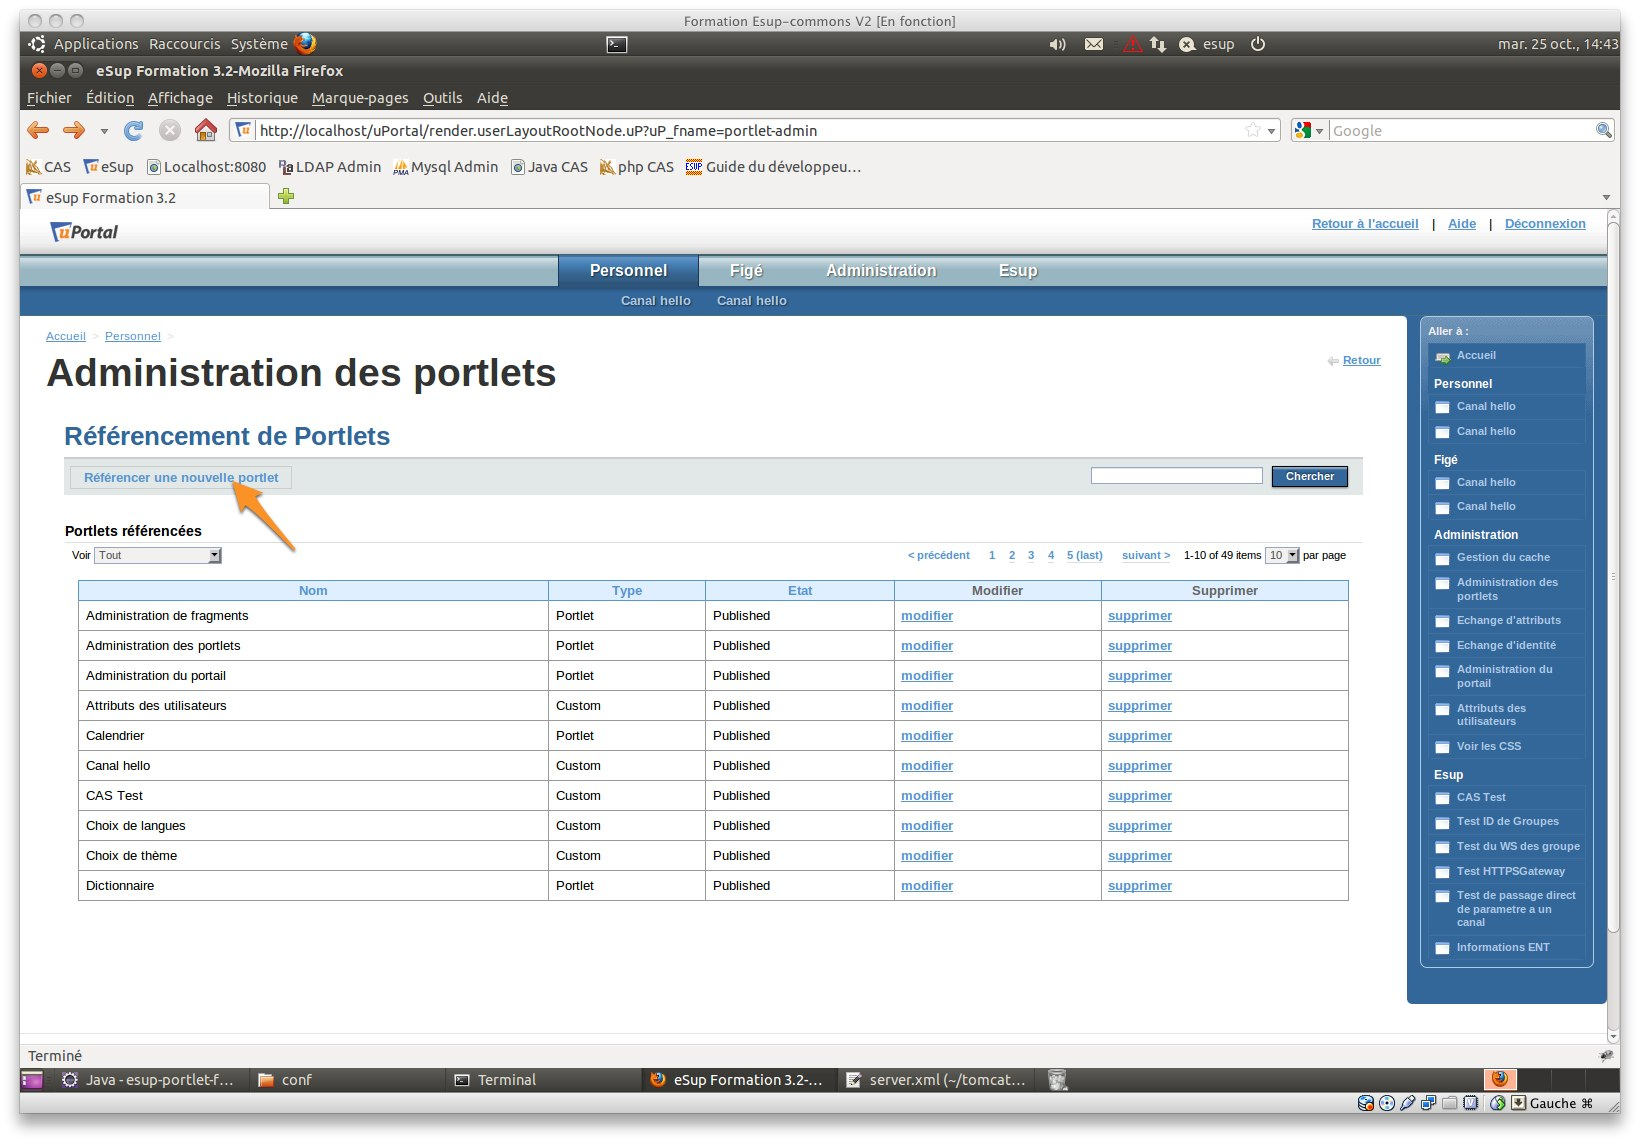 Formation Esup-commons V2 [En fonction]
Applications Raccourcis Système esup mar. 25 oct., 14:43
eSup Formation 3.2-Mozilla Firefox
Fichier Édition Affichage Historique Marque-pages Outils Aide
http://localhost/uPortal/render.userLayoutRootNode.uP?uP_fname=portlet-admin Google
CAS eSup Localhost:8080 LDAP Admin Mysql Admin Java CAS php CAS Guide du développeu...
eSup Formation 3.2
uPortal
Retour à l'accueil | Aide | Déconnexion
Personnel Figé Administration Esup
Canal hello Canal hello
Accueil > Personnel >
Administration des portlets
Retour
Référencement de Portlets
Référencer une nouvelle portlet Chercher
Portlets référencées
Voir Tout < précédent 1 2 3 4 5 (last) suivant > 1-10 of 49 items 10 par page
Nom Type Etat Modifier Supprimer
Administration de fragments Portlet Published modifier supprimer
Administration des portlets Portlet Published modifier supprimer
Administration du portail Portlet Published modifier supprimer
Attributs des utilisateurs Custom Published modifier supprimer
Calendrier Portlet Published modifier supprimer
Canal hello Custom Published modifier supprimer
CAS Test Custom Published modifier supprimer
Choix de langues Custom Published modifier supprimer
Choix de thème Custom Published modifier supprimer
Dictionnaire Portlet Published modifier supprimer
Aller à :
Accueil
Personnel
Canal hello
Canal hello
Figé
Canal hello
Canal hello
Administration
Gestion du cache
Administration des
portlets
Echange d'attributs
Echange d'identité
Administration du
portail
Attributs des
utilisateurs
Voir les CSS
Esup
CAS Test
Test ID de Groupes
Test du WS des groupe
Test HTTPSGateway
Test de passage direct
de parametre a un
canal
Informations ENT
Terminé
Java - esup-portlet-f... conf Terminal eSup Formation 3.2-... server.xml (~/tomcat...
Gauche ⌘